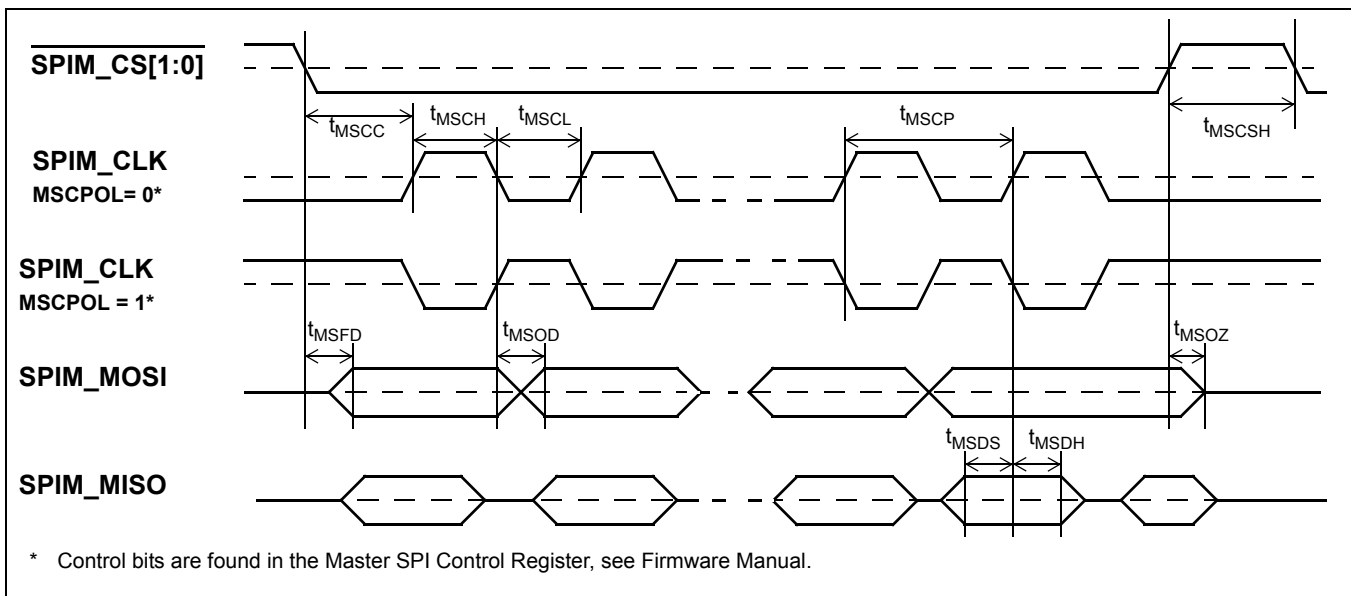 SPIM_CS[1:0]
tMSCC
tMSCH
tMSCL
tMSCP
tMSCSH
SPIM_CLK
MSCPOL= 0*
SPIM_CLK
MSCPOL = 1*
tMSFD
tMSOD
tMSOZ
SPIM_MOSI
tMSDS
tMSDH
SPIM_MISO
* Control bits are found in the Master SPI Control Register, see Firmware Manual.